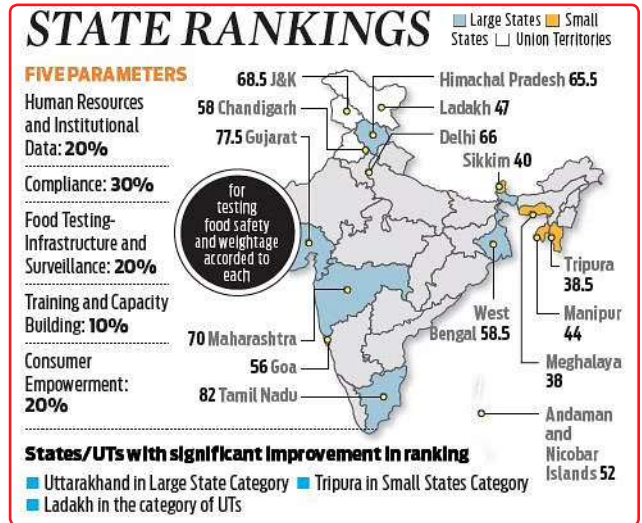 STATE RANKINGS
Large States Small
States Union Territories
FIVE PARAMETERS
Human Resources
and Institutional
Data: 20%
Compliance: 30%
Food Testing-
Infrastructure and
Surveillance: 20%
Training and Capacity
Building: 10%
Consumer
Empowerment:
20%
for
testing
food safety
and weightage
accorded to
each
68.5 J&K
58 Chandigarh
77.5 Gujarat
Himachal Pradesh 65.5
Ladakh 47
Delhi 66
Sikkim 40
Tripura
38.5
Manipur
44
Meghalaya
38
West
Bengal 58.5
70 Maharashtra
56 Goa
82 Tamil Nadu
Andaman
and
Nicobar
Islands 52
States/UTs with significant improvement in ranking
Uttarakhand in Large State Category Tripura in Small States Category
Ladakh in the category of UTs